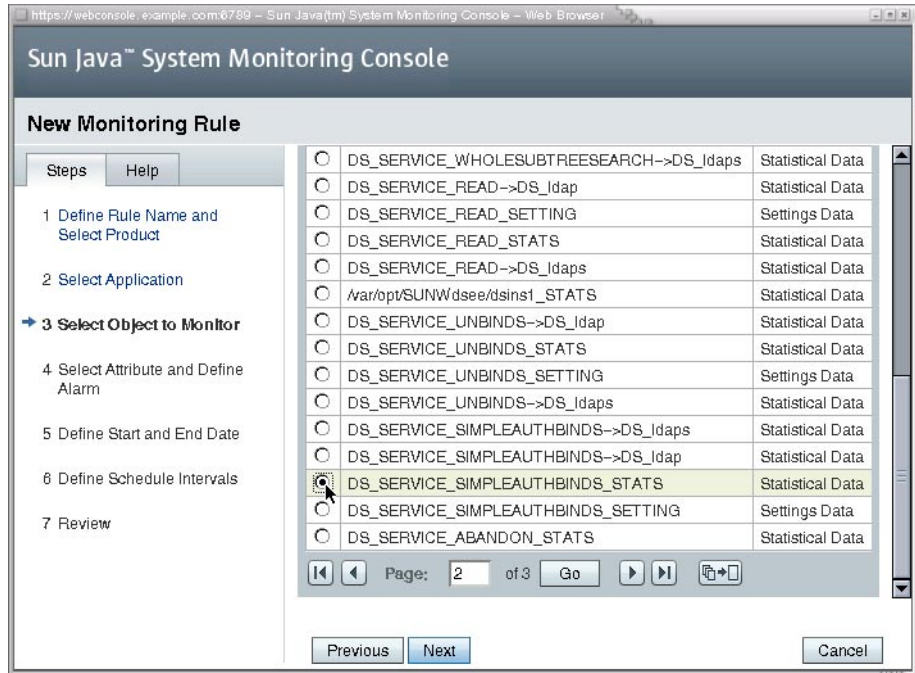 https://webconsole.example.com:6789 – Sun Java(tm) System Monitoring Console – Web Browser
Sun Java™ System Monitoring Console
New Monitoring Rule
Steps
Help
1 Define Rule Name and
Select Product
2 Select Application
3 Select Object to Monitor
4 Select Attribute and Define
Alarm
5 Define Start and End Date
6 Define Schedule Intervals
7 Review
DS_SERVICE_WHOLESUBTREESEARCH->DS_ldaps Statistical Data
DS_SERVICE_READ->DS_ldap Statistical Data
DS_SERVICE_READ_SETTING Settings Data
DS_SERVICE_READ_STATS Statistical Data
DS_SERVICE_READ->DS_ldaps Statistical Data
/var/opt/SUNWdsee/dsins1_STATS Statistical Data
DS_SERVICE_UNBINDS->DS_ldap Statistical Data
DS_SERVICE_UNBINDS_STATS Statistical Data
DS_SERVICE_UNBINDS_SETTING Settings Data
DS_SERVICE_UNBINDS->DS_ldaps Statistical Data
DS_SERVICE_SIMPLEAUTHBINDS->DS_ldaps Statistical Data
DS_SERVICE_SIMPLEAUTHBINDS->DS_ldap Statistical Data
DS_SERVICE_SIMPLEAUTHBINDS_STATS Statistical Data
DS_SERVICE_SIMPLEAUTHBINDS_SETTING Settings Data
DS_SERVICE_ABANDON_STATS Statistical Data
Page: 2 of 3 Go
Previous Next Cancel